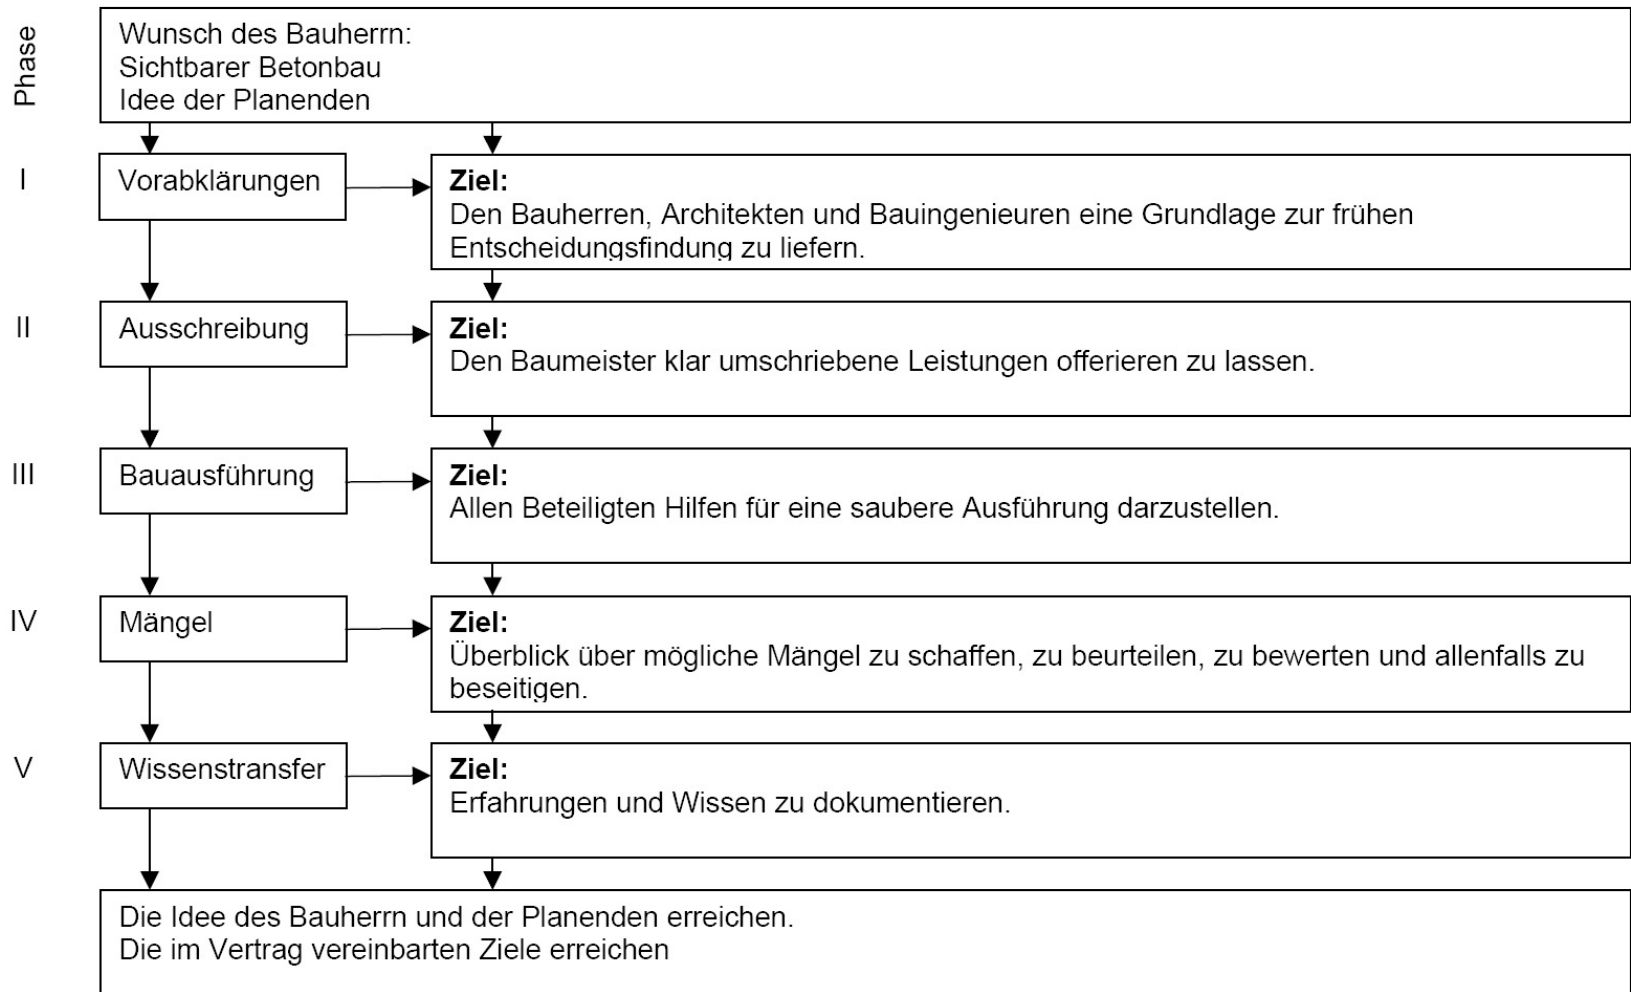 Phase
Wunsch des Bauherrn:
Sichtbarer Betonbau
Idee der Planenden
I
Vorabklärungen
Ziel:
Den Bauherren, Architekten und Bauingenieuren eine Grundlage zur frühen
Entscheidungsfindung zu liefern.
II
Ausschreibung
Ziel:
Den Baumeister klar umschriebene Leistungen offerieren zu lassen.
III
Bauausführung
Ziel:
Allen Beteiligten Hilfen für eine saubere Ausführung darzustellen.
IV
Mängel
Ziel:
Überblick über mögliche Mängel zu schaffen, zu beurteilen, zu bewerten und allenfalls zu
beseitigen.
V
Wissenstransfer
Ziel:
Erfahrungen und Wissen zu dokumentieren.
Die Idee des Bauherrn und der Planenden erreichen.
Die im Vertrag vereinbarten Ziele erreichen